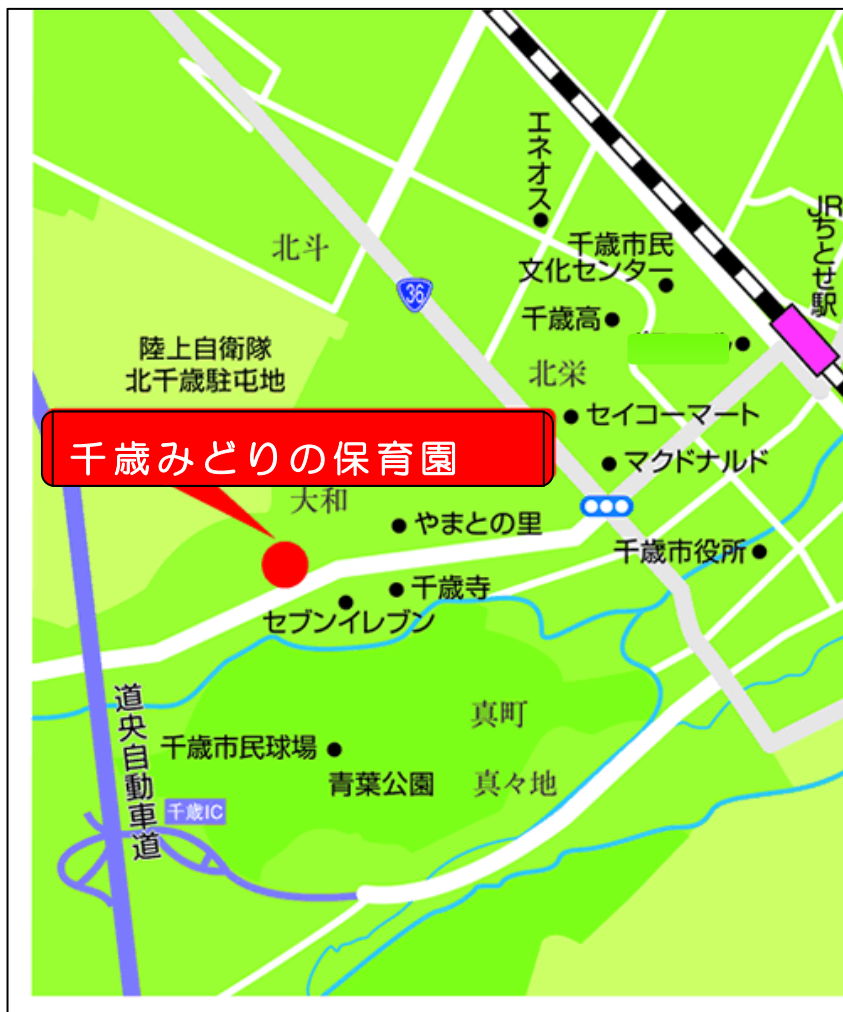 エネオス
JRちとせ駅
千歳市民
文化センター
北斗
36
千歳高
陸上自衛隊
北千歳駐屯地
北栄
セイコーマート
千歳みどりの保育園
マクドナルド
大和
やまとの里
千歳市役所
千歳寺
セブンイレブン
道央自動車道
真町
千歳市民球場
青葉公園
真々地
千歳IC